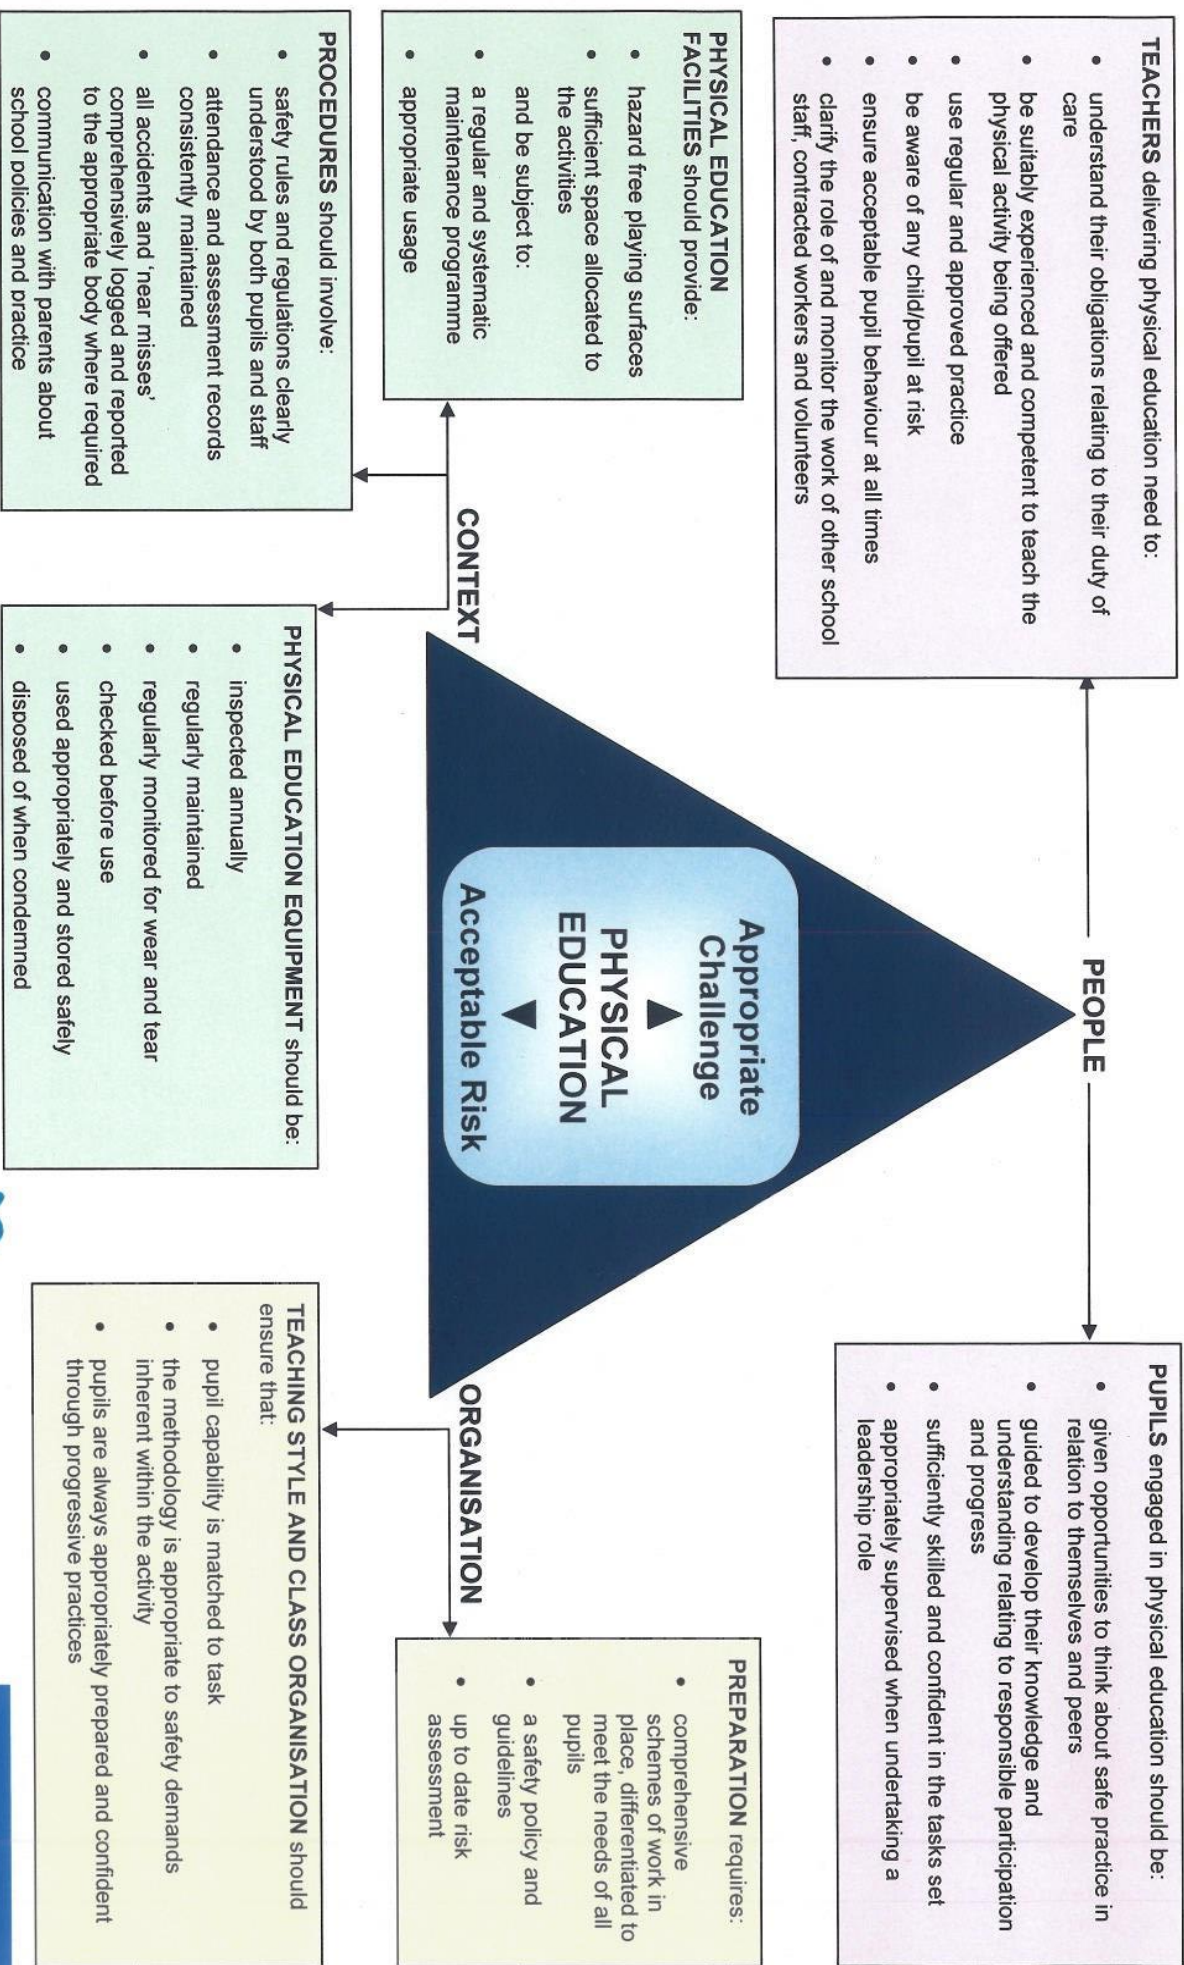 TEACHERS delivering physical education need to:
• understand their obligations relating to their duty of
care
• be suitably experienced and competent to teach the
physical activity being offered
• use regular and approved practice
• be aware of any child/pupil at risk
• ensure acceptable pupil behaviour at all times
• clarify the role of and monitor the work of other school
staff, contracted workers and volunteers
PEOPLE
PUPILS engaged in physical education should be:
• given opportunities to think about safe practice in
relation to themselves and peers
• guided to develop their knowledge and
understanding relating to responsible participation
and progress
• sufficiently skilled and confident in the tasks set
• appropriately supervised when undertaking a
leadership role
PHYSICAL EDUCATION
FACILITIES should provide:
• hazard free playing surfaces
• sufficient space allocated to
the activities
and be subject to:
• a regular and systematic
maintenance programme
• appropriate usage
Appropriate
Challenge
PHYSICAL
EDUCATION
Acceptable Risk
PREPARATION requires:
• comprehensive
schemes of work in
place, differentiated to
meet the needs of all
pupils
• a safety policy and
guidelines
• up to date risk
assessment
CONTEXT
ORGANISATION
PROCEDURES should involve:
• safety rules and regulations clearly
understood by both pupils and staff
• attendance and assessment records
consistently maintained
• all accidents and 'near misses'
comprehensively logged and reported
to the appropriate body where required
• communication with parents about
school policies and practice
PHYSICAL EDUCATION EQUIPMENT should be:
• inspected annually
• regularly maintained
• regularly monitored for wear and tear
• checked before use
• used appropriately and stored safely
• disposed of when condemned
TEACHING STYLE AND CLASS ORGANISATION should
ensure that:
• pupil capability is matched to task
• the methodology is appropriate to safety demands
inherent within the activity
• pupils are always appropriately prepared and confident
through progressive practices